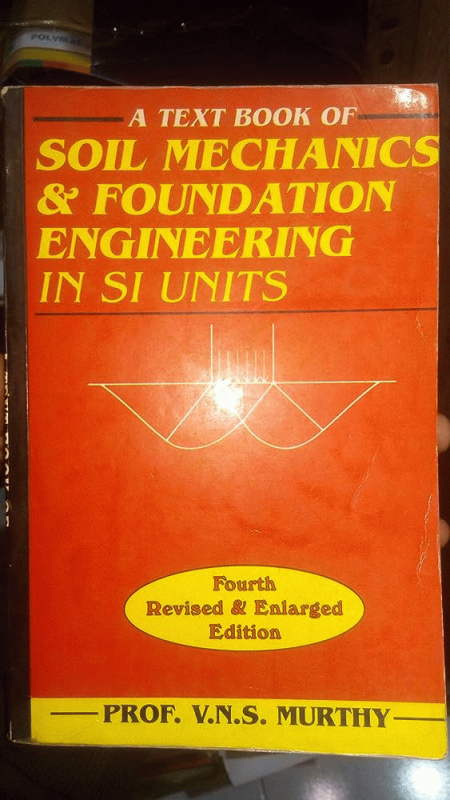 A TEXT BOOK OF
SOIL MECHANICS
& FOUNDATION
ENGINEERING
IN SI UNITS
Fourth
Revised & Enlarged
Edition
PROF. V.N.S. MURTHY